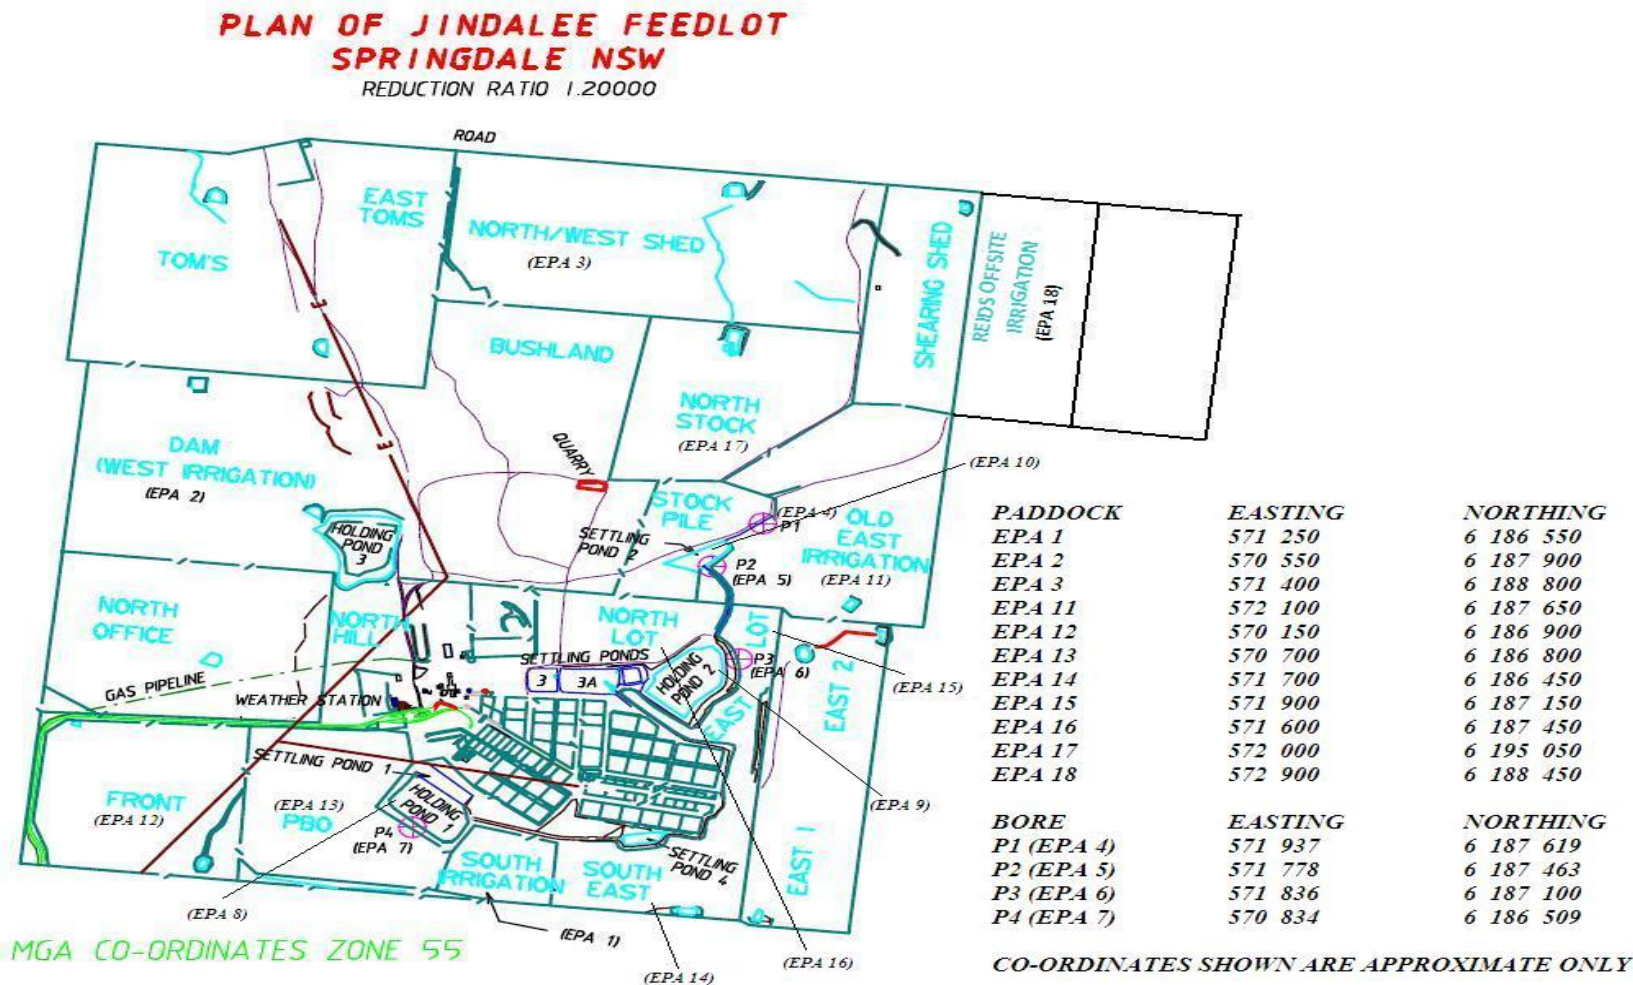 PLAN OF JINDALEE FEEDLOT
SPRINGDALE NSW
REDUCTION RATIO 1:20000
ROAD
EAST
TOMS
TOM'S
NORTH/WEST SHED
(EPA 3)
SHEARING SHED
REIDS OFFSITE
IRRIGATION
(EPA 18)
BUSHLAND
NORTH
STOCK
(EPA 17)
QUARRY
DAM
(WEST IRRIGATION)
(EPA 2)
(EPA 10)
STOCK
PILE
(EPA 4)
P1
OLD
EAST
IRRIGATION
(EPA 11)
HOLDING
POND
3
SETTLING
POND 2
P2
(EPA 5)
NORTH
OFFICE
NORTH
HILL
NORTH
LOT
EAST LOT
SETTLING PONDS
3
3A
HOLDING
POND 2
P3
(EPA 6)
(EPA 15)
EAST 2
GAS PIPELINE
WEATHER STATION
SETTLING POND 1
FRONT
(EPA 12)
(EPA 13)
PBO
HOLDING
POND 1
P4
(EPA 7)
(EPA 9)
SOUTH
IRRIGATION
SOUTH
EAST
SETTLING
POND 4
EAST 1
(EPA 8)
(EPA 1)
(EPA 14)
(EPA 16)
MGA CO-ORDINATES ZONE 55
PADDOCK EASTING NORTHING
EPA 1 571 250 6 186 550
EPA 2 570 550 6 187 900
EPA 3 571 400 6 188 800
EPA 11 572 100 6 187 650
EPA 12 570 150 6 186 900
EPA 13 570 700 6 186 800
EPA 14 571 700 6 186 450
EPA 15 571 900 6 187 150
EPA 16 571 600 6 187 450
EPA 17 572 000 6 195 050
EPA 18 572 900 6 188 450
BORE EASTING NORTHING
P1 (EPA 4) 571 937 6 187 619
P2 (EPA 5) 571 778 6 187 463
P3 (EPA 6) 571 836 6 187 100
P4 (EPA 7) 570 834 6 186 509
CO-ORDINATES SHOWN ARE APPROXIMATE ONLY